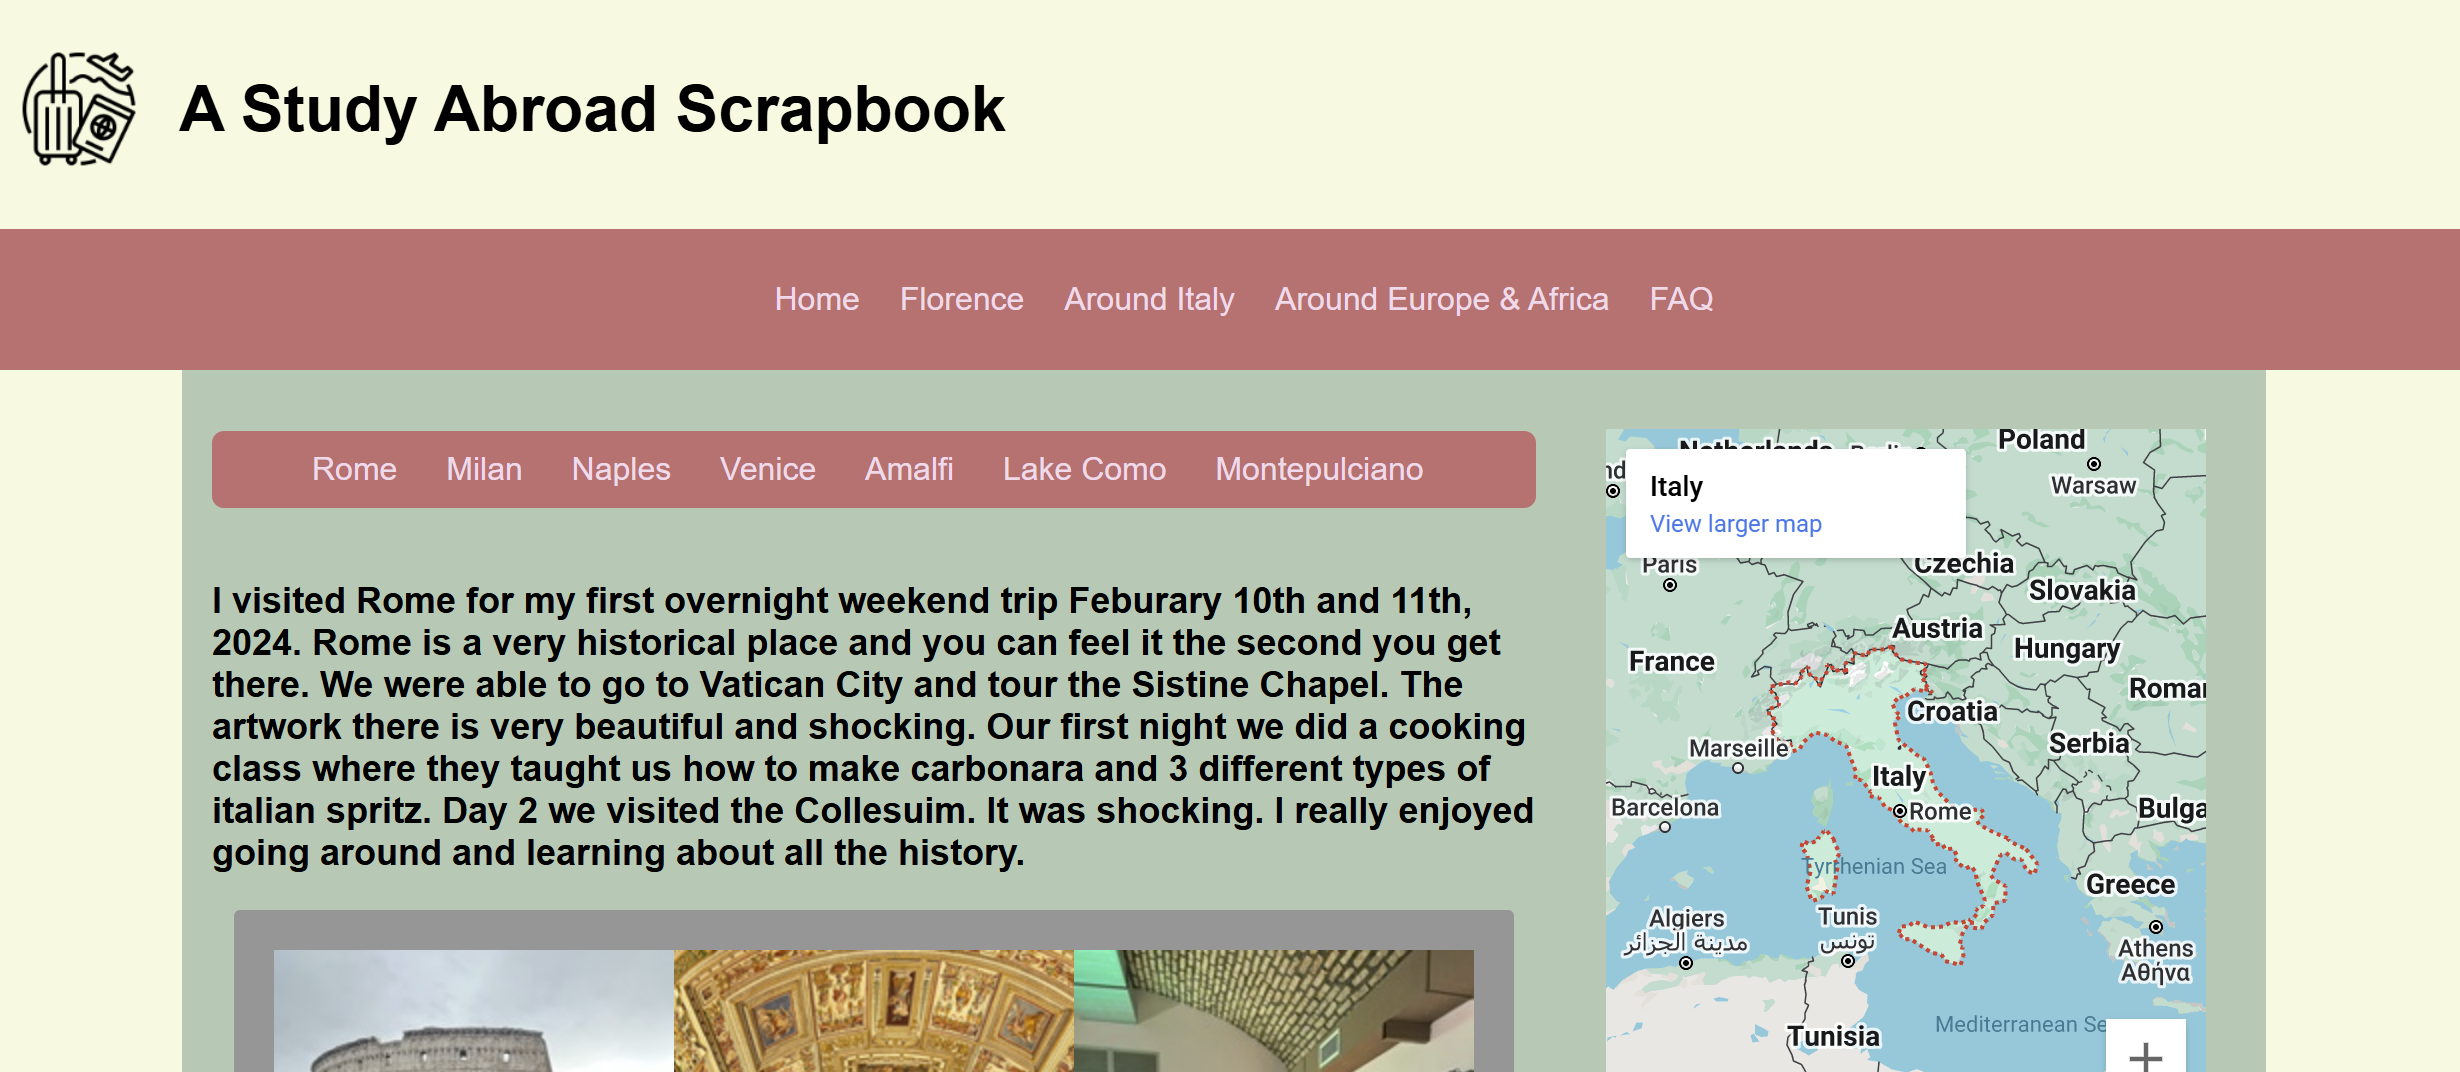 A Study Abroad Scrapbook
Home Florence Around Italy Around Europe & Africa FAQ
Rome Milan Naples Venice Amalfi Lake Como Montepulciano
I visited Rome for my first overnight weekend trip Feburary 10th and 11th,
2024. Rome is a very historical place and you can feel it the second you get
there. We were able to go to Vatican City and tour the Sistine Chapel. The
artwork there is very beautiful and shocking. Our first night we did a cooking
class where they taught us how to make carbonara and 3 different types of
italian spritz. Day 2 we visited the Collesuim. It was shocking. I really enjoyed
going around and learning about all the history.
Poland
Italy
View larger map
Warsaw
Paris
Czechia
Slovakia
Austria
Hungary
France
Croatia
Marseille
Serbia
Italy
Barcelona
Rome
Tyrrhenian Sea
Greece
Algiers
مدينة الجزائر
Tunis
تونس
Athens
Αθήνα
Mediterranean Se
Tunisia